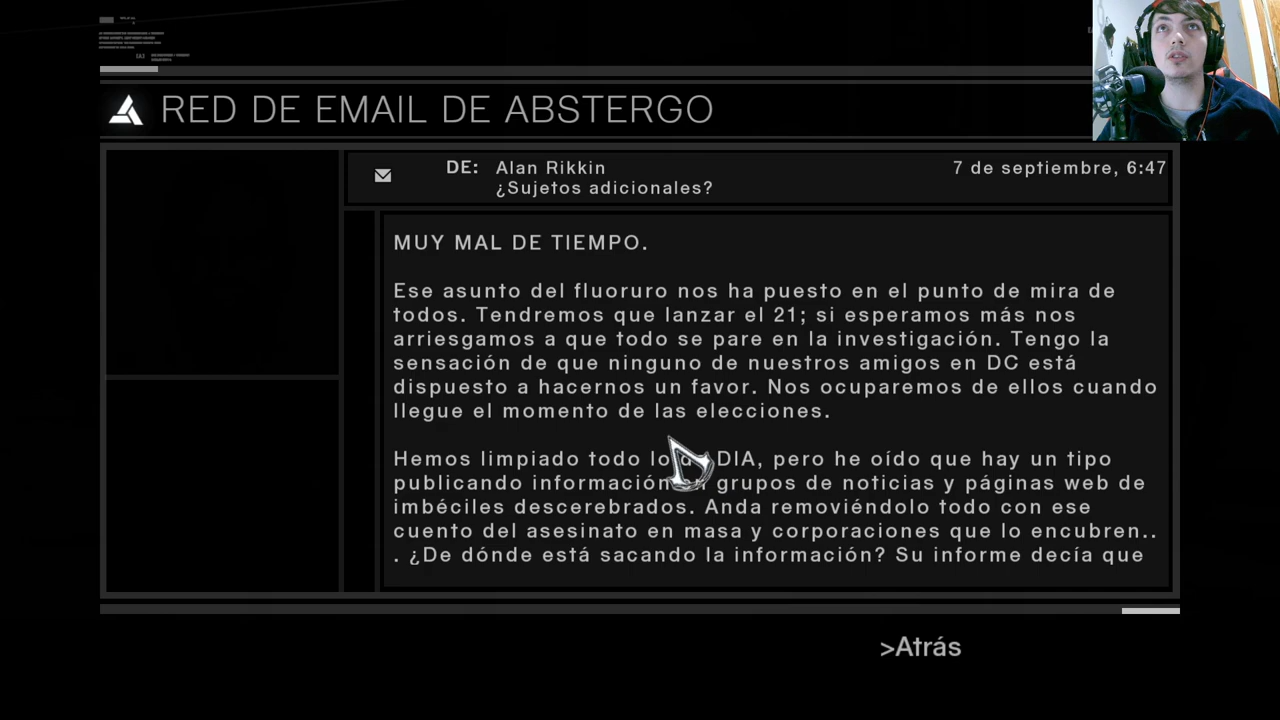 RED DE EMAIL DE ABSTERGO
DE: Alan Rikkin 7 de septiembre, 6:47
¿Sujetos adicionales?
MUY MAL DE TIEMPO.
Ese asunto del fluoruro nos ha puesto en el punto de mira de
todos. Tendremos que lanzar el 21; si esperamos más nos
arriesgamos a que todo se pare en la investigación. Tengo la
sensación de que ninguno de nuestros amigos en DC está
dispuesto a hacernos un favor. Nos ocuparemos de ellos cuando
llegue el momento de las elecciones.
Hemos limpiado todo lo DIA, pero he oído que hay un tipo
publicando información grupos de noticias y páginas web de
imbéciles descerebrados. Anda removiéndolo todo con ese
cuento del asesinato en masa y corporaciones que lo encubren..
. ¿De dónde está sacando la información? Su informe decía que
>Atrás